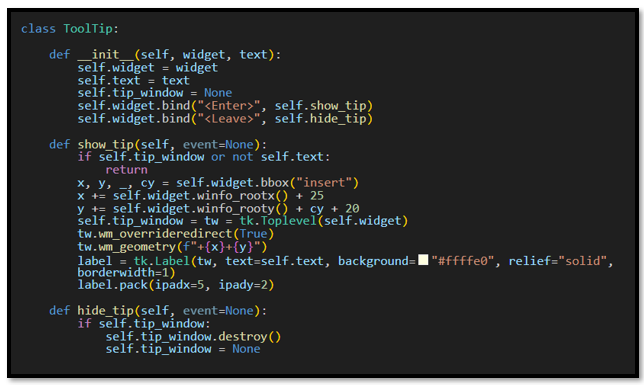 class ToolTip:
def __init__(self, widget, text):
self.widget = widget
self.text = text
self.tip_window = None
self.widget.bind("<Enter>", self.show_tip)
self.widget.bind("<Leave>", self.hide_tip)
def show_tip(self, event=None):
if self.tip_window or not self.text:
return
x, y, _, cy = self.widget.bbox("insert")
x += self.widget.winfo_rootx() + 25
y += self.widget.winfo_rooty() + cy + 20
self.tip_window = tw = tk.Toplevel(self.widget)
tw.wm_overrideredirect(True)
tw.wm_geometry(f"+{x}+{y}")
label = tk.Label(tw, text=self.text, background="#ffffe0", relief="solid",
borderwidth=1)
label.pack(ipadx=5, ipady=2)
def hide_tip(self, event=None):
if self.tip_window:
self.tip_window.destroy()
self.tip_window = None